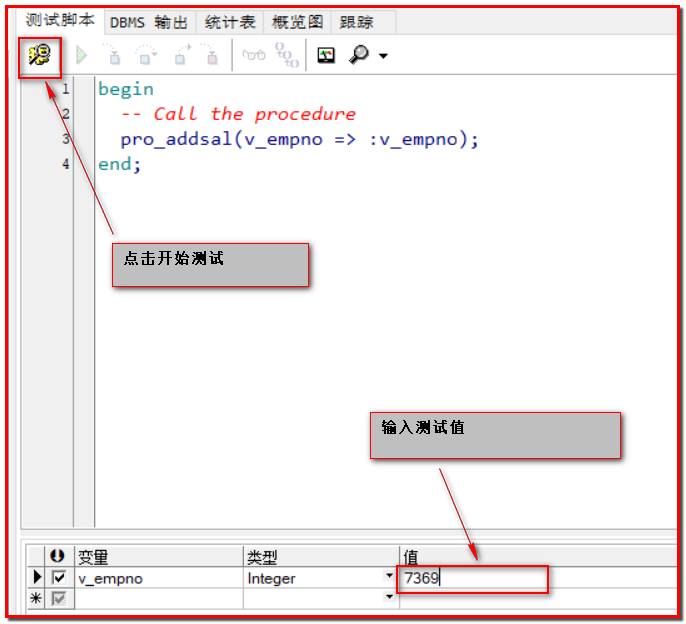 测试脚本 DBMS 输出 统计表 概览图 跟踪
1 begin
2 -- Call the procedure
3 pro_addsal(v_empno => :v_empno);
4 end;
点击开始测试
输入测试值
变量 类型 值
v_empno Integer 7369